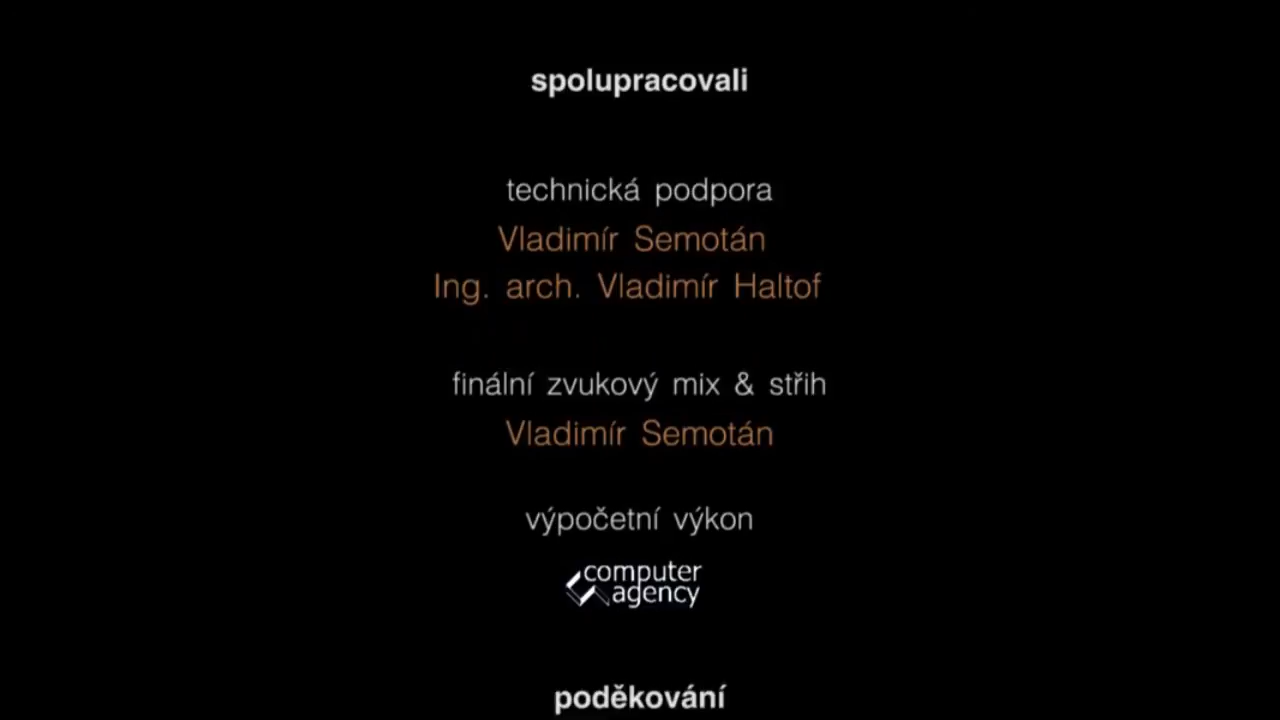 spolupracovali
technická podpora
Vladimír Semotán
Ing. arch. Vladimír Haltof
finální zvukový mix & střih
Vladimír Semotán
výpočetní výkon
computer
agency
poděkování